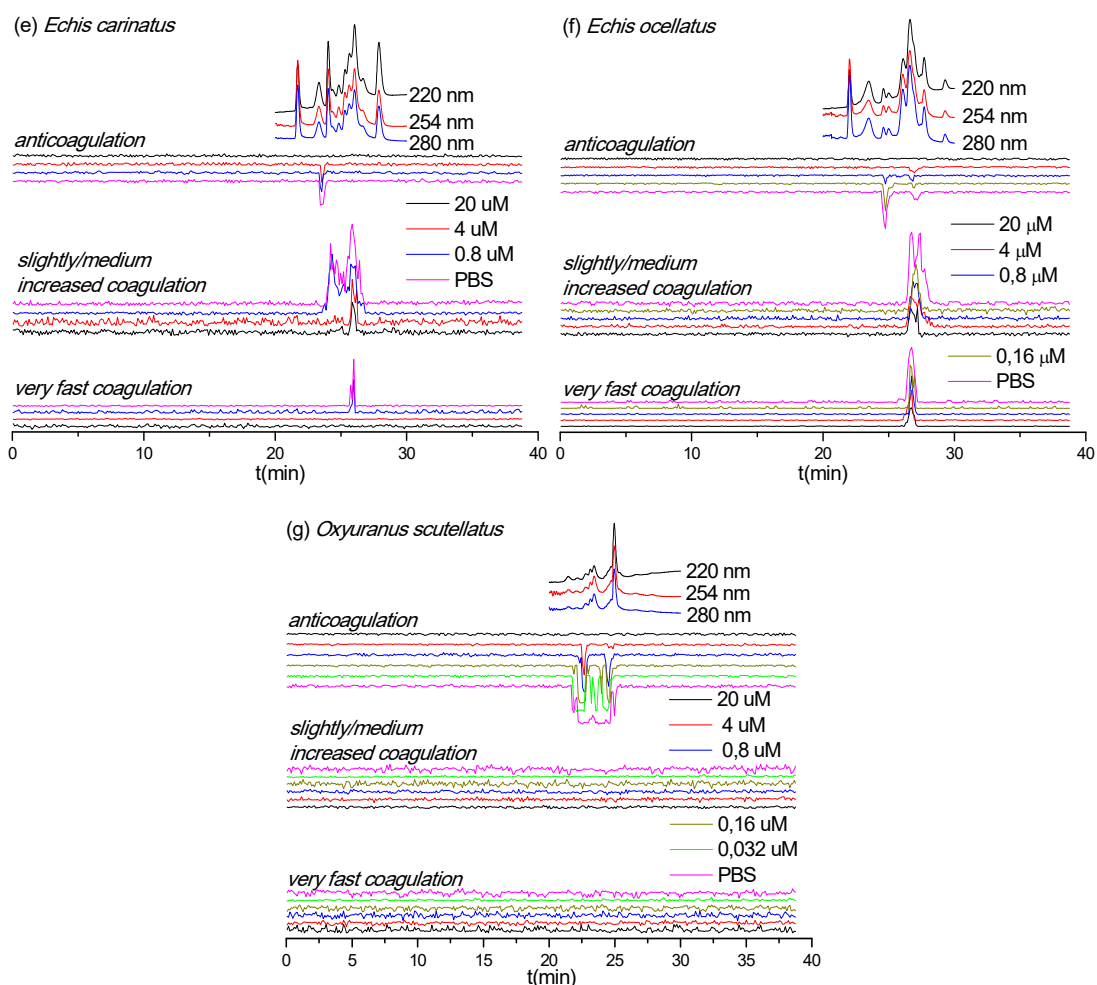 (e) Echis carinatus
220 nm
254 nm
280 nm
anticoagulation
20 uM
4 uM
0.8 uM
PBS
slightly/medium
increased coagulation
very fast coagulation
0 10 20 30 40
t(min)
(f) Echis ocellatus
220 nm
254 nm
280 nm
anticoagulation
20 μM
4 μM
0,8 μM
slightly/medium
increased coagulation
0,16 μM
PBS
very fast coagulation
0 10 20 30 40
t(min)
(g) Oxyuranus scutellatus
220 nm
254 nm
280 nm
anticoagulation
20 uM
4 uM
0,8 uM
slightly/medium
increased coagulation
0,16 uM
0,032 uM
PBS
very fast coagulation
0 5 10 15 20 25 30 35 40
t(min)